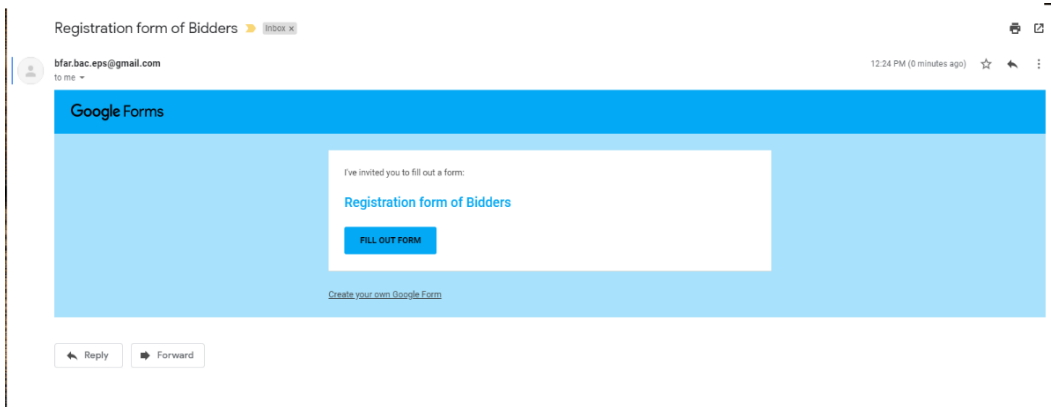 Registration form of Bidders Inbox x
bfar.bac.eps@gmail.com 12:24 PM (0 minutes ago)
to me
Google Forms
I've invited you to fill out a form:
Registration form of Bidders
FILL OUT FORM
Create your own Google Form
Reply Forward